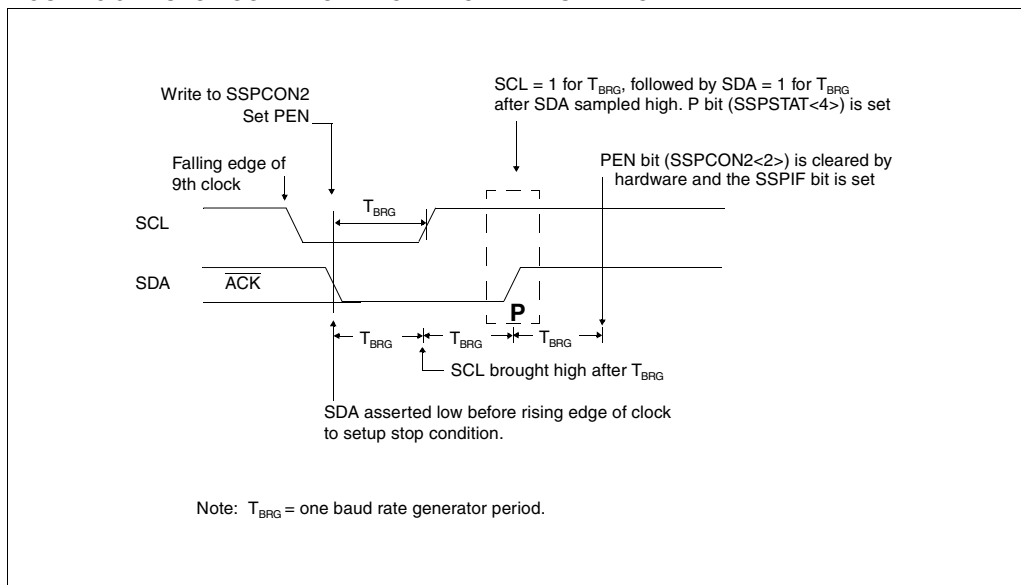 Write to SSPCON2
Set PEN
Falling edge of
9th clock
SCL = 1 for TBRG, followed by SDA = 1 for TBRG
after SDA sampled high. P bit (SSPSTAT<4>) is set
PEN bit (SSPCON2<2>) is cleared by
hardware and the SSPIF bit is set
TBRG
SCL
SDA
ACK
P
TBRG
TBRG
TBRG
SCL brought high after TBRG
SDA asserted low before rising edge of clock
to setup stop condition.
Note: TBRG = one baud rate generator period.